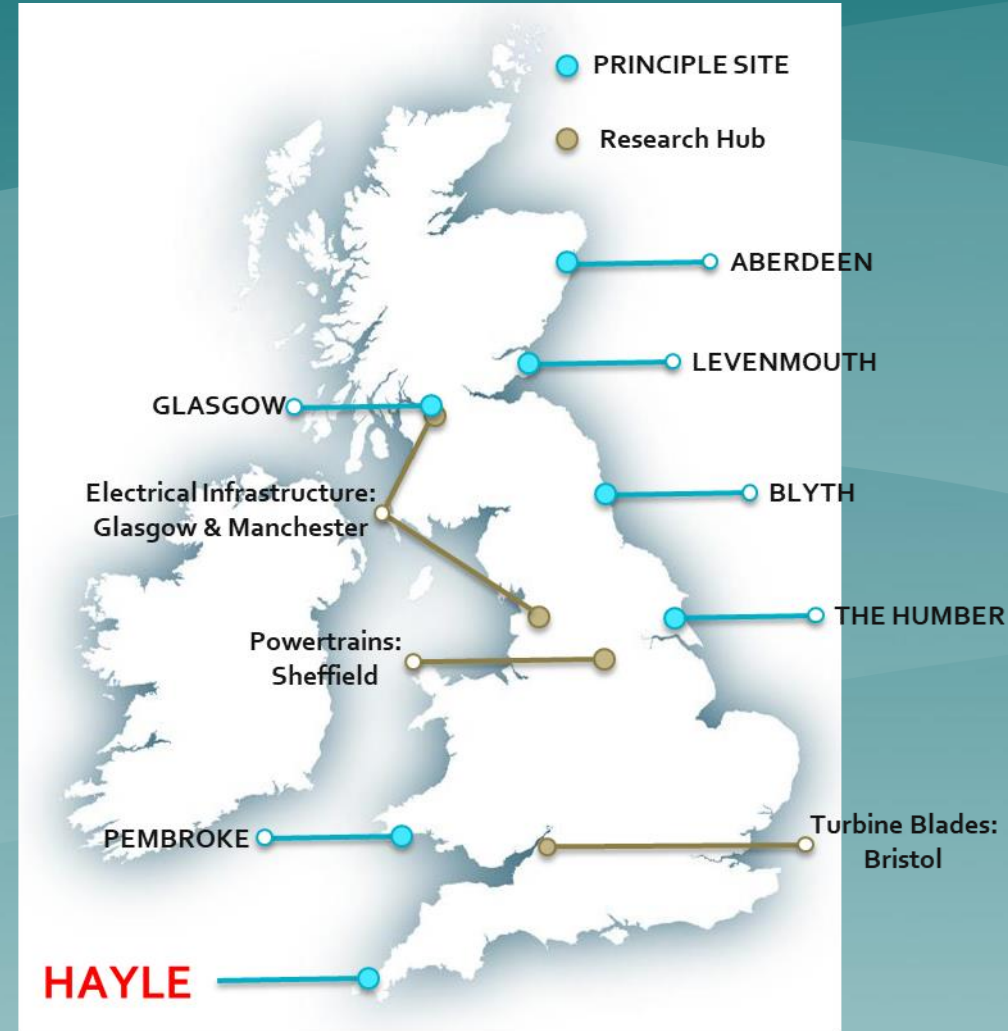 PRINCIPLE SITE
Research Hub
ABERDEEN
LEVENMOUTH
GLASGOW
Electrical Infrastructure:
Glasgow & Manchester
BLYTH
THE HUMBER
Powertrains:
Sheffield
PEMBROKE
Turbine Blades:
Bristol
HAYLE